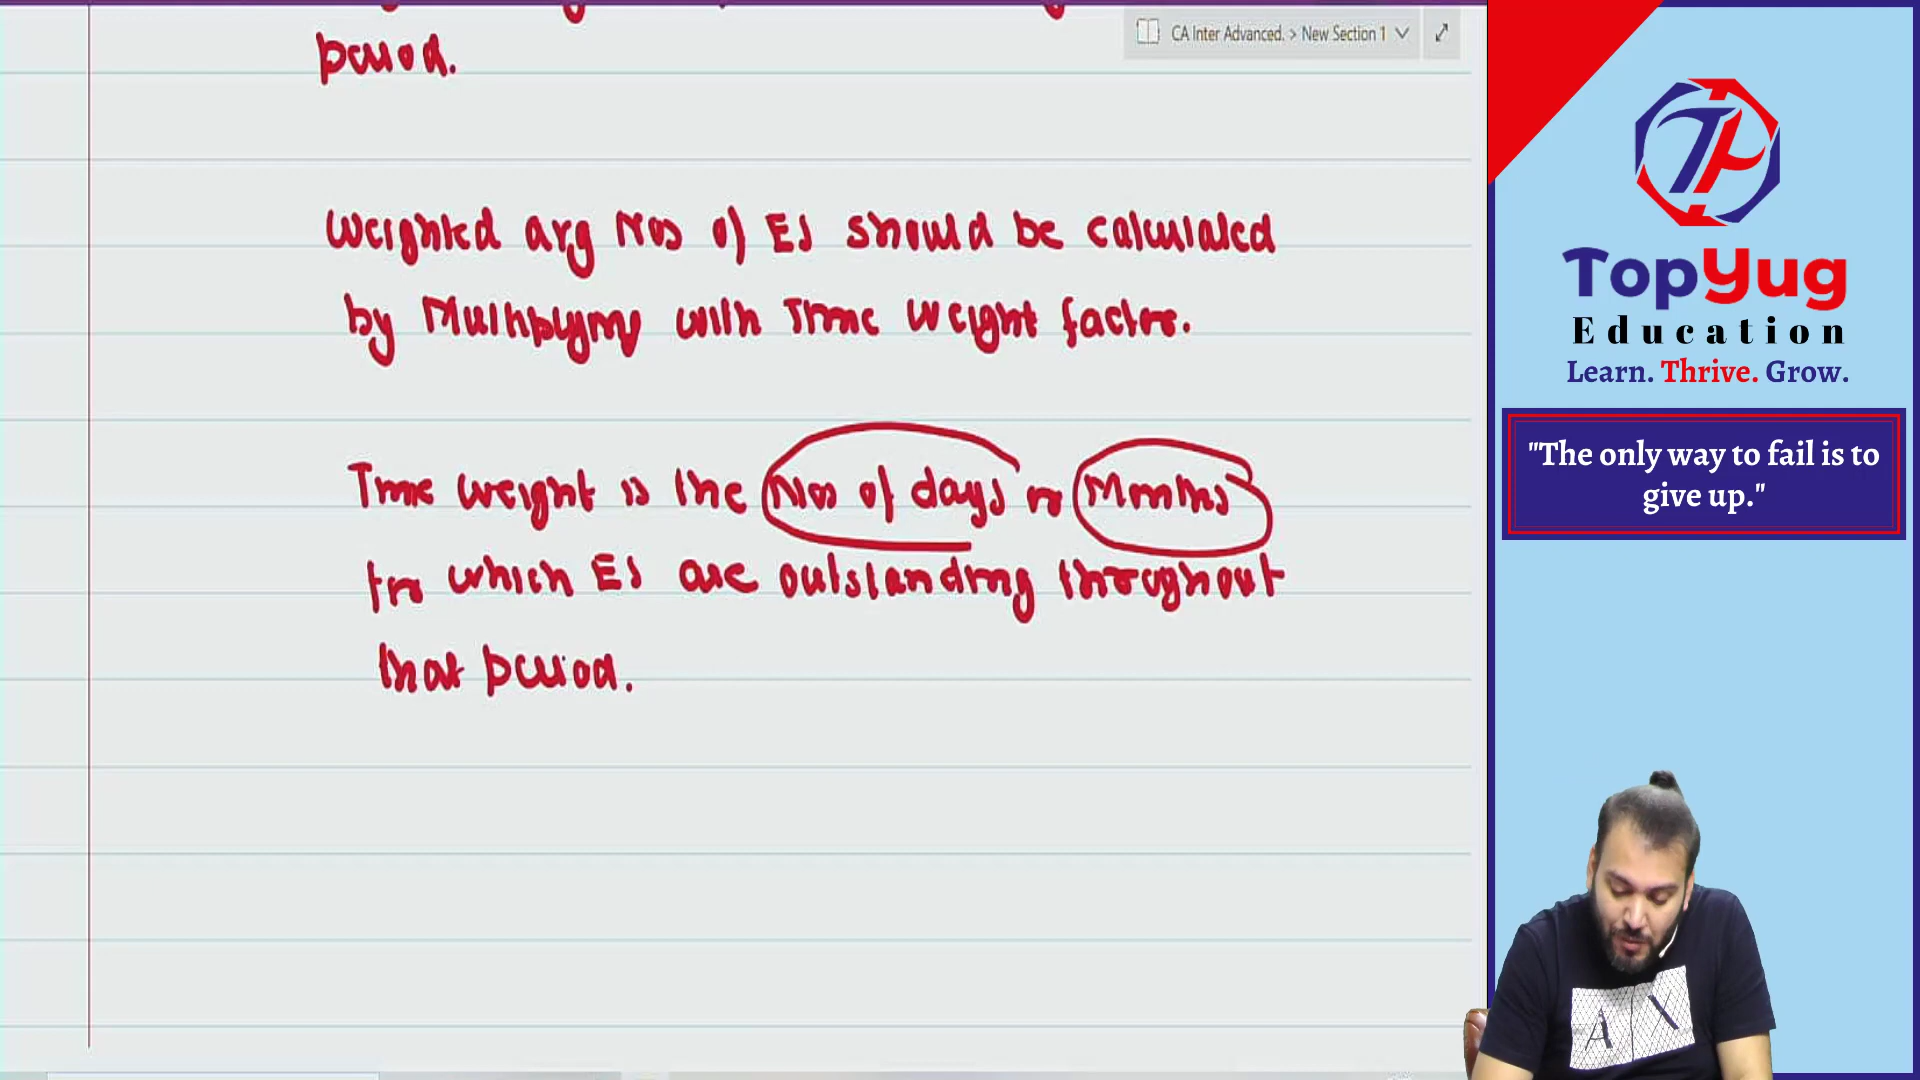 period.
CA Inter Advanced. > New Section 1
Weighted avg Nos of ES should be calculated
by Multiplying with Time Weight factor.
Time weight is the Nos of days or Months
for which ES are outstanding throughout
that period.
TopYug
Education
Learn. Thrive. Grow.
"The only way to fail is to
give up."
A X